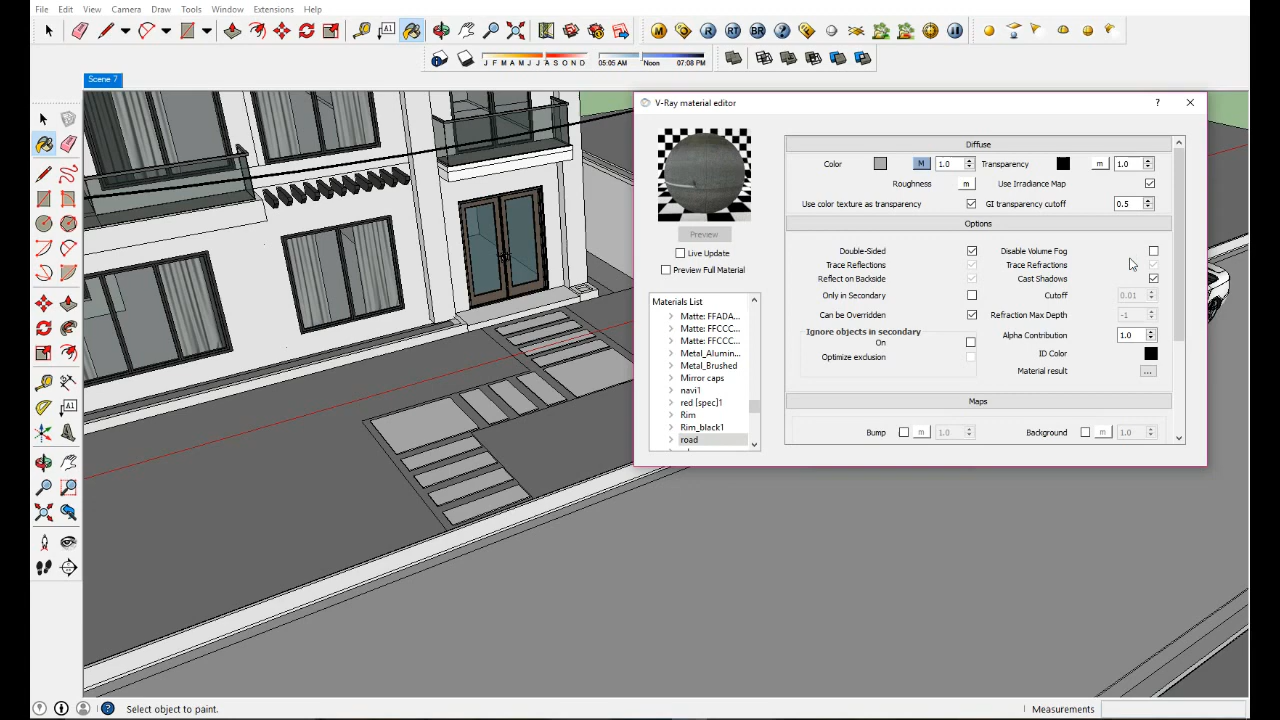 File Edit View Camera Draw Tools Window Extensions Help
M R RT BR
J F M A M J J A S O N D 05:05 AM Noon 07:08 PM
Scene 7
V-Ray material editor ?
Diffuse
Color M 1.0 Transparency m 1.0
Roughness m Use Irradiance Map
Use color texture as transparency GI transparency cutoff 0.5
Options
Preview
Live Update
Preview Full Material
Double-Sided Disable Volume Fog
Trace Reflections Trace Refractions
Reflect on Backside Cast Shadows
Only in Secondary Cutoff 0.01
Can be Overridden Refraction Max Depth -1
Ignore objects in secondary Alpha Contribution 1.0
On
ID Color
Optimize exclusion
Material result ...
Maps
Bump m 1.0 Background m 1.0
Materials List
Matte: FFADA...
Matte: FFCCC...
Matte: FFCCC...
Metal_Alumin...
Metal_Brushed
Mirror caps
navi1
red [spec]1
Rim
Rim_black1
road
Select object to paint. Measurements